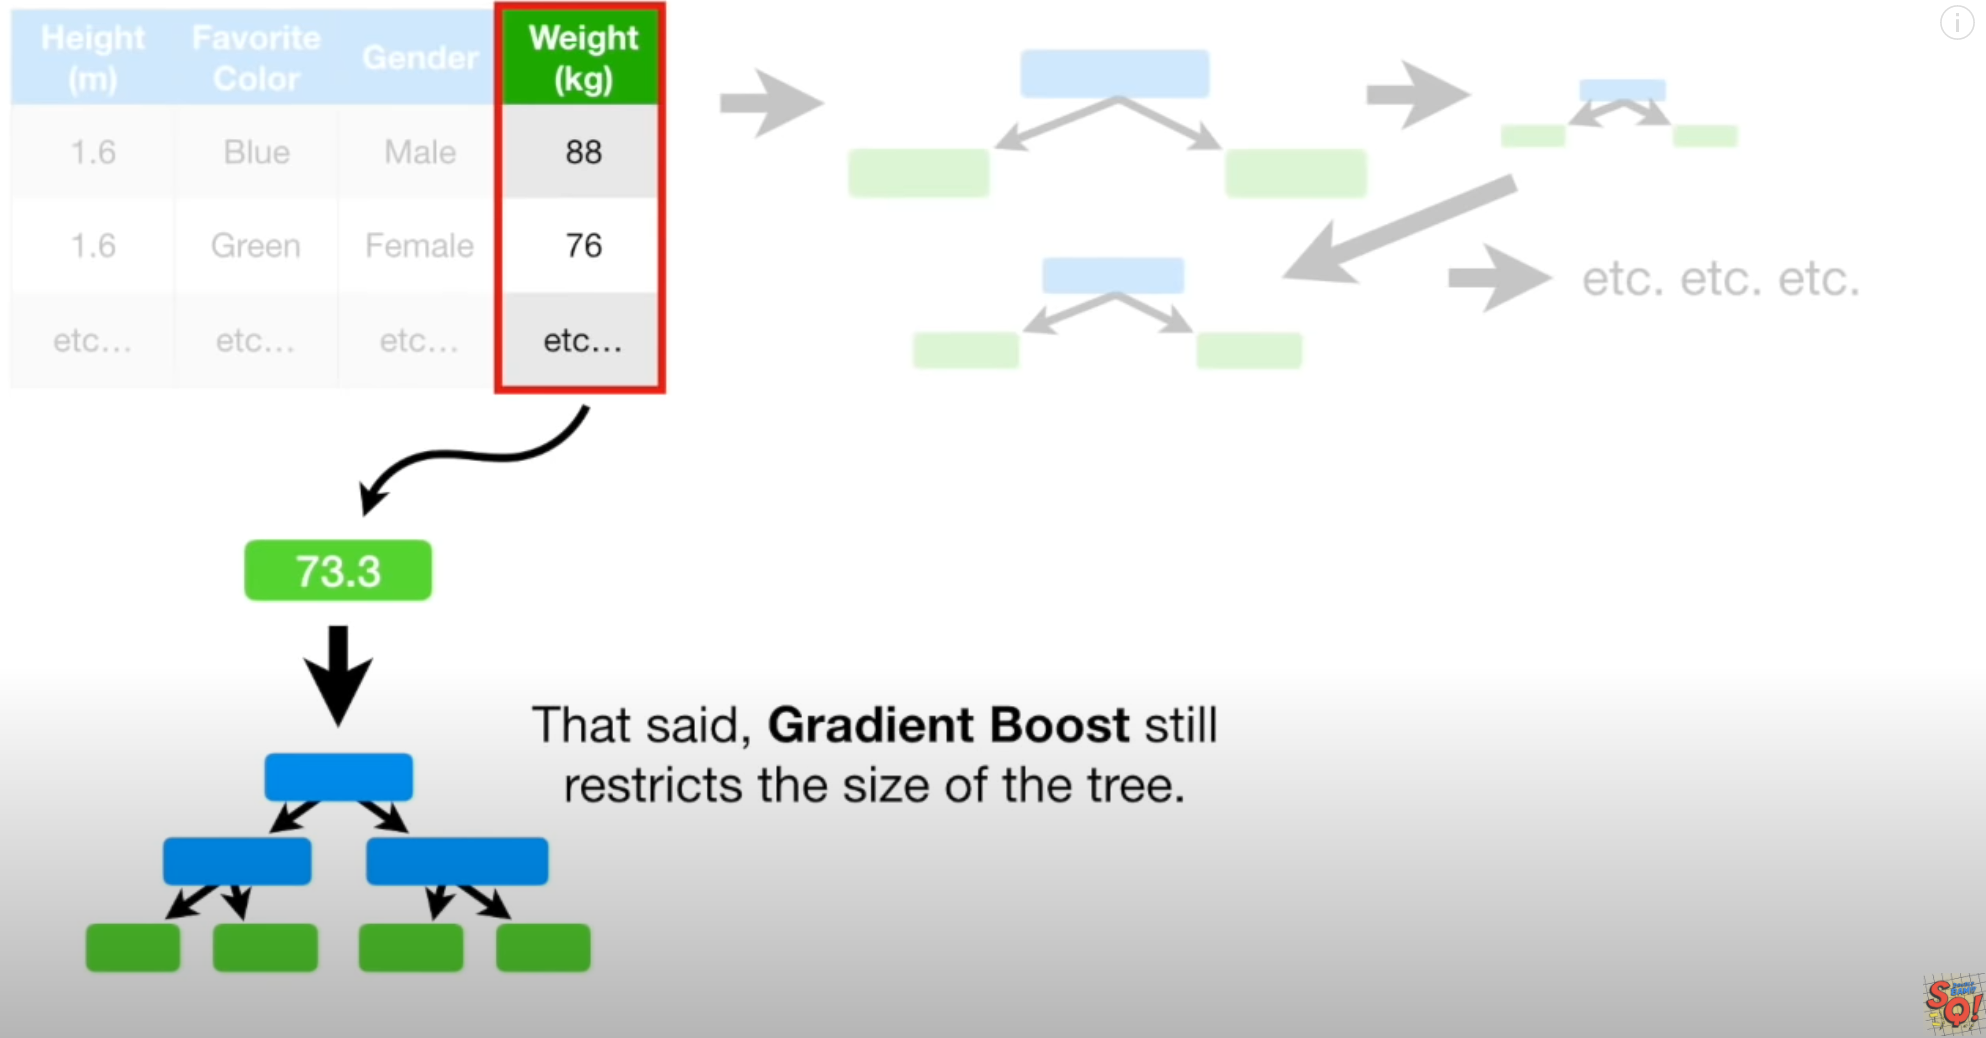 Height (m) Favorite Color Gender Weight (kg)
1.6 Blue Male 88
1.6 Green Female 76
etc... etc... etc... etc...
etc. etc. etc.
73.3
That said, Gradient Boost still
restricts the size of the tree.
SQ!